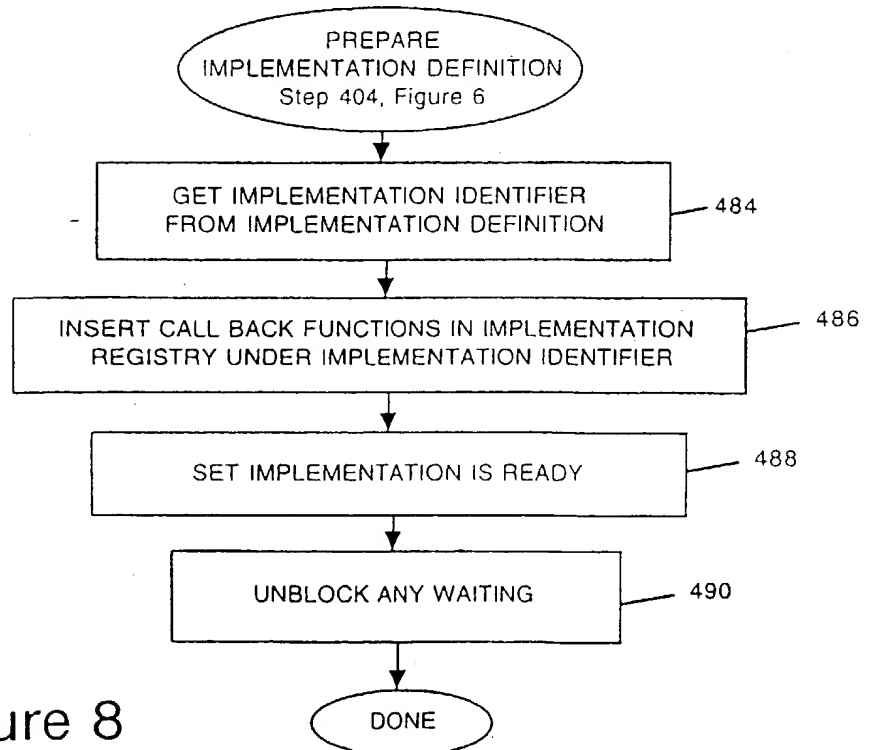 PREPARE
IMPLEMENTATION DEFINITION
Step 404, Figure 6
GET IMPLEMENTATION IDENTIFIER
FROM IMPLEMENTATION DEFINITION
484
INSERT CALL BACK FUNCTIONS IN IMPLEMENTATION
REGISTRY UNDER IMPLEMENTATION IDENTIFIER
486
SET IMPLEMENTATION IS READY
488
UNBLOCK ANY WAITING
490
DONE
ure 8